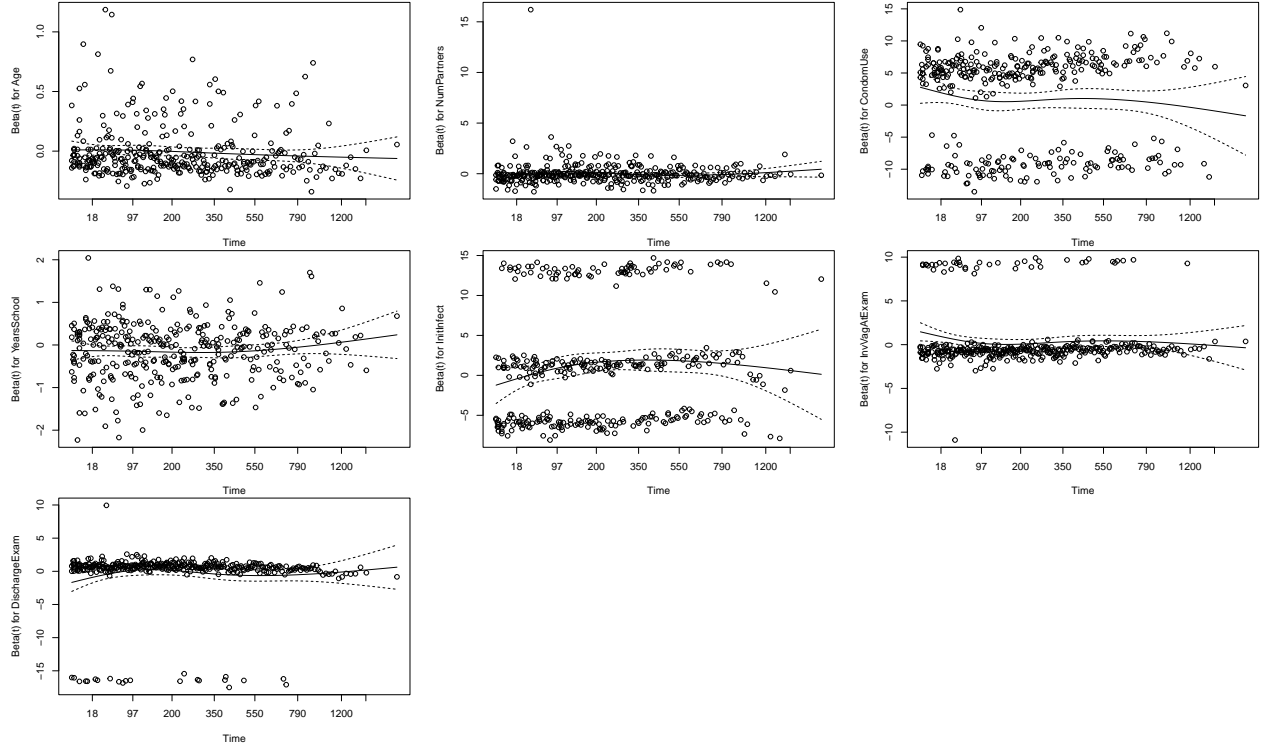 Beta(t) for Age
0.0 0.5 1.0
18 97 200 350 550 790 1200
Time
Beta(t) for NumPartners
0 5 10 15
18 97 200 350 550 790 1200
Time
Beta(t) for CondomUse
−10 −5 0 5 10 15
18 97 200 350 550 790 1200
Time
Beta(t) for YearsSchool
−2 −1 0 1 2
18 97 200 350 550 790 1200
Time
Beta(t) for InitInfect
−5 0 5 10 15
18 97 200 350 550 790 1200
Time
Beta(t) for InvVagAtExam
−10 −5 0 5 10
18 97 200 350 550 790 1200
Time
Beta(t) for DischargeExam
−15 −10 −5 0 5 10
18 97 200 350 550 790 1200
Time